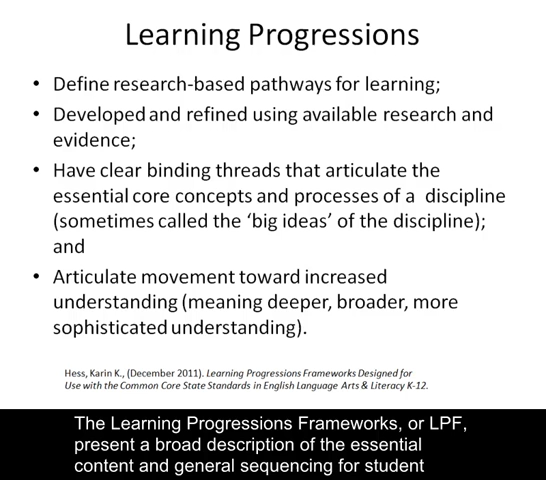 Learning Progressions
• Define research-based pathways for learning;
• Developed and refined using available research and
evidence;
• Have clear binding threads that articulate the
essential core concepts and processes of a discipline
(sometimes called the ‘big ideas’ of the discipline);
and
• Articulate movement toward increased
understanding (meaning deeper, broader, more
sophisticated understanding).
Hess, Karin K., (December 2011). Learning Progressions Frameworks Designed for
Use with the Common Core State Standards in English Language Arts & Literacy K-12.
The Learning Progressions Frameworks, or LPF,
present a broad description of the essential
content and general sequencing for student